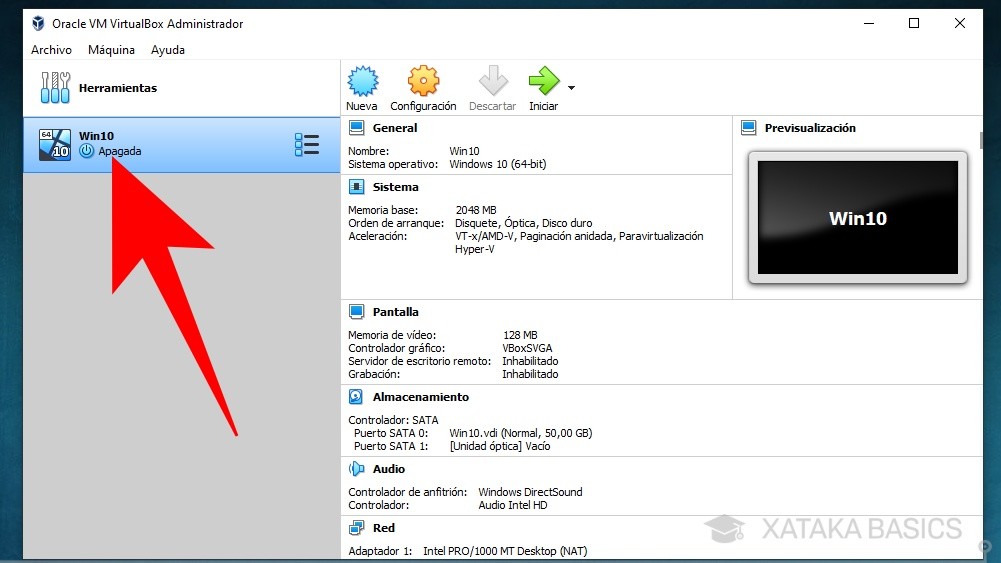 Oracle VM VirtualBox Administrador
Archivo Máquina Ayuda
Herramientas
Nueva Configuración Descartar Iniciar
64
10
Win10
Apagada
General
Nombre: Win10
Sistema operativo: Windows 10 (64-bit)
Previsualización
Win10
Sistema
Memoria base: 2048 MB
Orden de arranque: Disquete, Óptica, Disco duro
Aceleración: VT-x/AMD-V, Paginación anidada, Paravirtualización
Hyper-V
Pantalla
Memoria de vídeo: 128 MB
Controlador gráfico: VBoxSVGA
Servidor de escritorio remoto: Inhabilitado
Grabación: Inhabilitado
Almacenamiento
Controlador: SATA
Puerto SATA 0: Win10.vdi (Normal, 50,00 GB)
Puerto SATA 1: [Unidad óptica] Vacío
Audio
Controlador de anfitrión: Windows DirectSound
Controlador: Audio Intel HD
Red
Adaptador 1: Intel PRO/1000 MT Desktop (NAT)
XATAKA BASICS